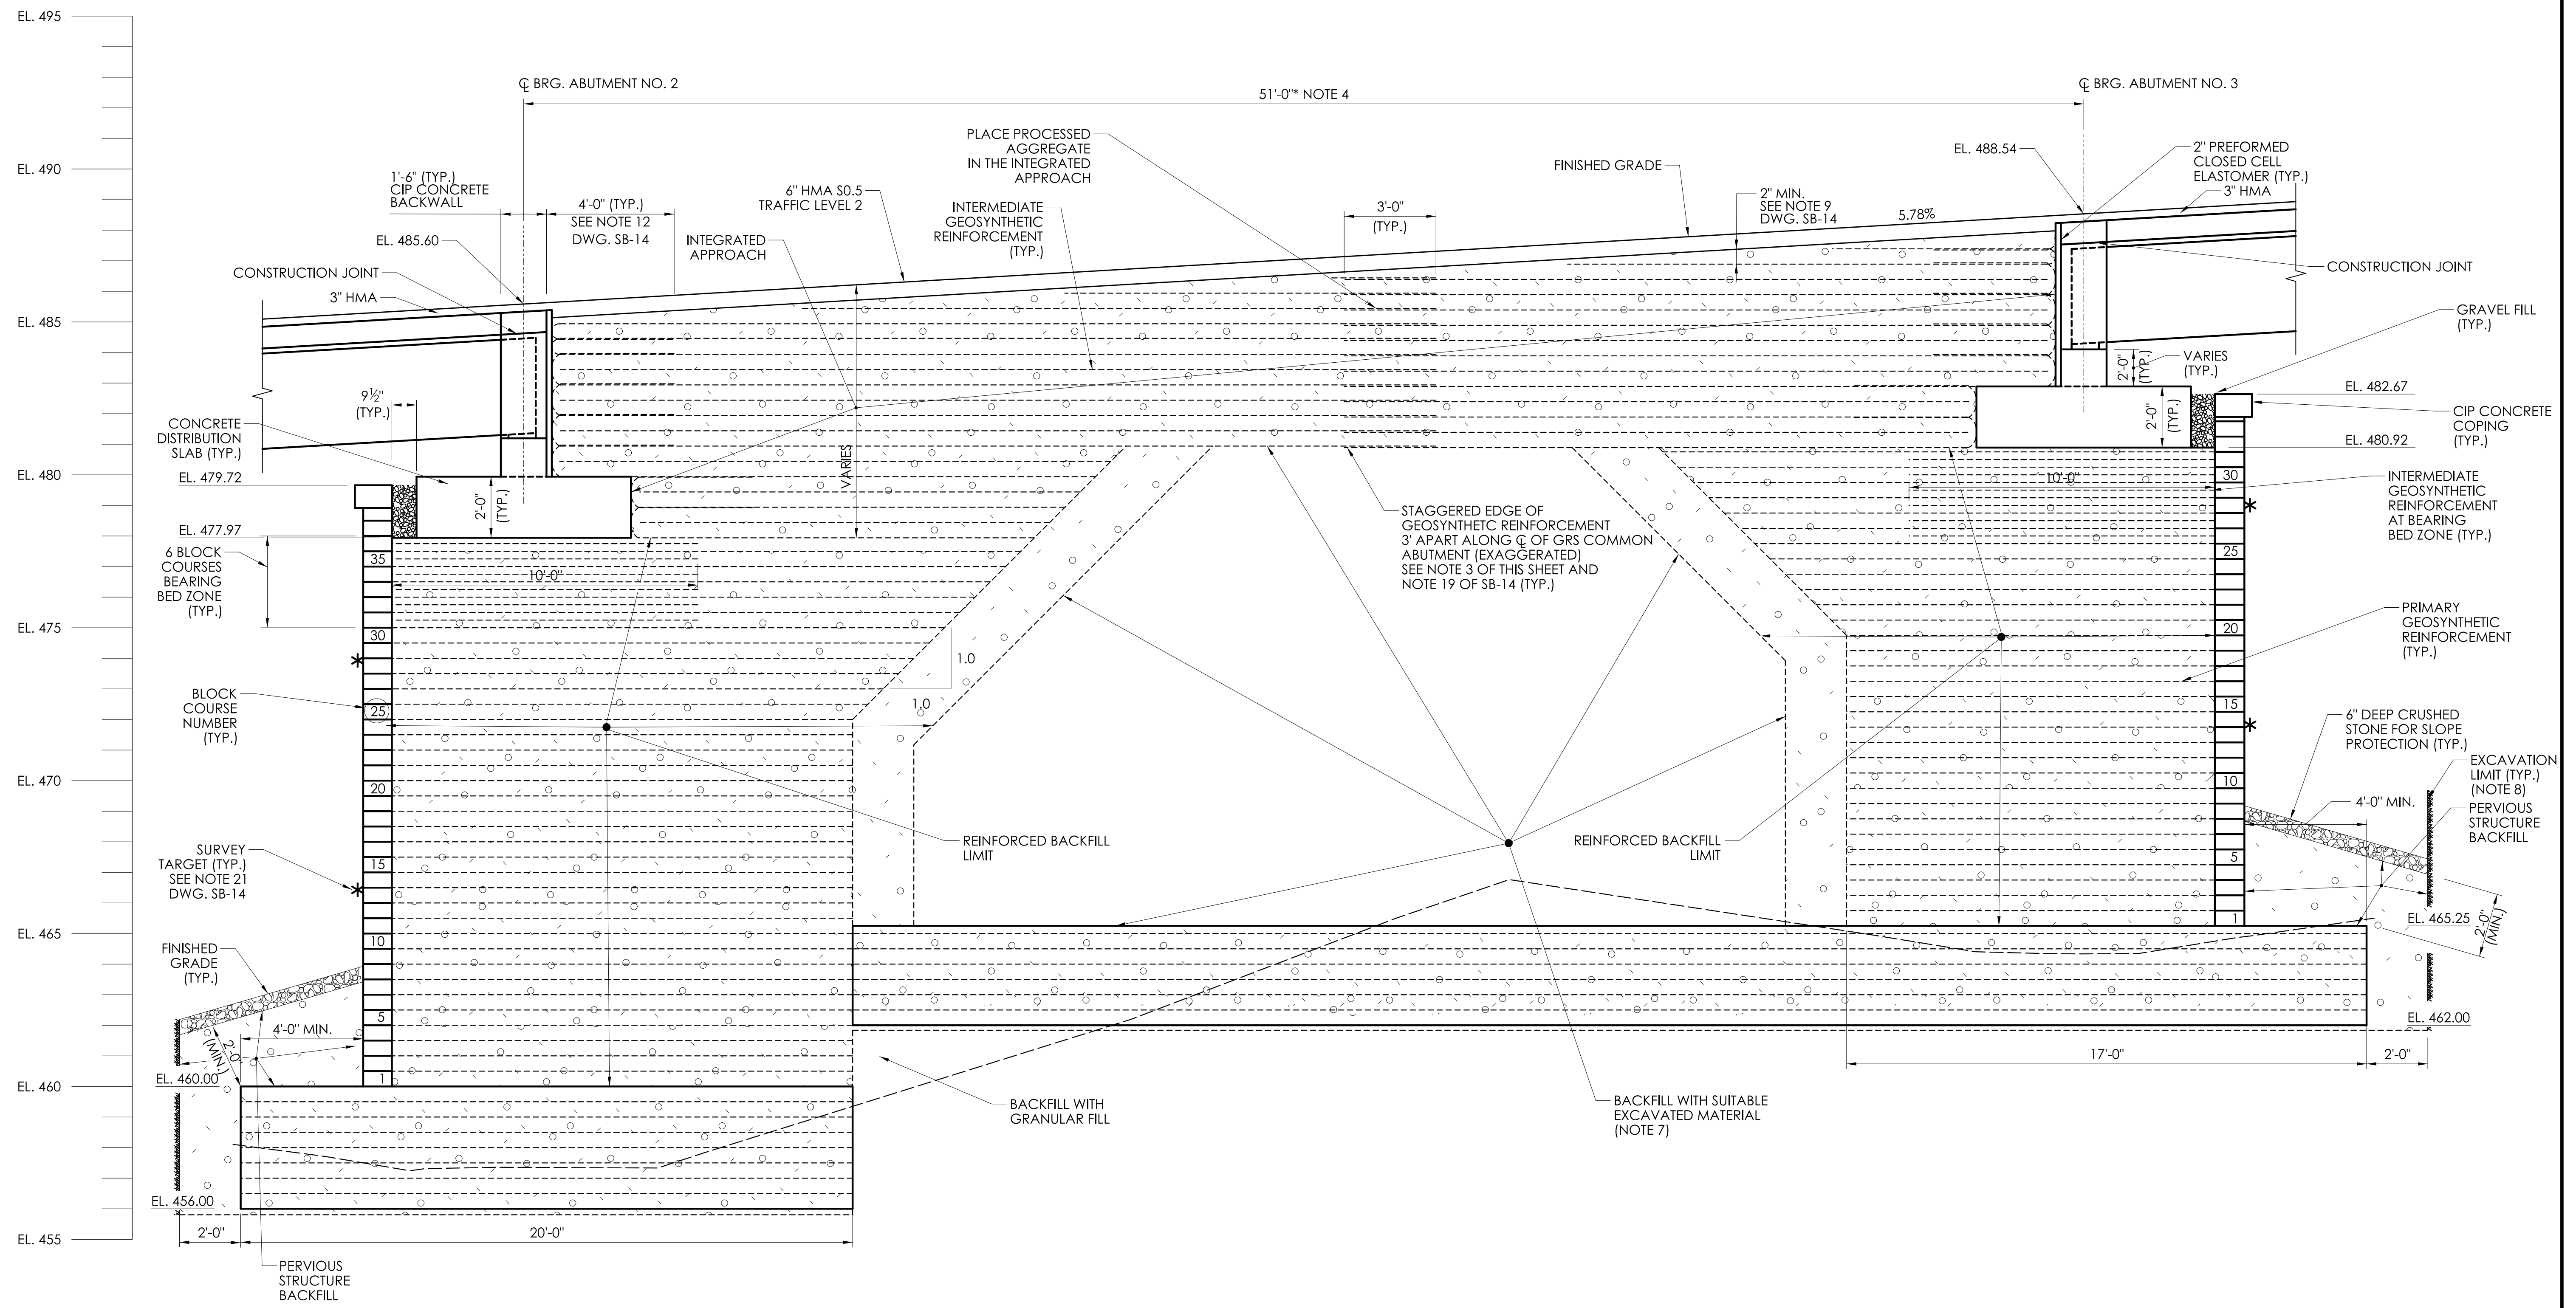 EL. 495
EL. 490
EL. 485
EL. 480
EL. 475
EL. 470
EL. 465
EL. 460
EL. 455
℄ BRG. ABUTMENT NO. 2
51'-0"* NOTE 4
℄ BRG. ABUTMENT NO. 3
1'-6" (TYP.)
CIP CONCRETE
BACKWALL
4'-0" (TYP.)
SEE NOTE 12
DWG. SB-14
EL. 485.60
CONSTRUCTION JOINT
3" HMA
INTEGRATED
APPROACH
6" HMA S0.5
TRAFFIC LEVEL 2
INTERMEDIATE
GEOSYNTHETIC
REINFORCEMENT
(TYP.)
PLACE PROCESSED
AGGREGATE
IN THE INTEGRATED
APPROACH
3'-0"
(TYP.)
FINISHED GRADE
2" MIN.
SEE NOTE 9
DWG. SB-14
5.78%
EL. 488.54
2" PREFORMED
CLOSED CELL
ELASTOMER (TYP.)
3" HMA
CONSTRUCTION JOINT
GRAVEL FILL
(TYP.)
VARIES
(TYP.)
2'-0"
(TYP.)
2'-0"
(TYP.)
EL. 482.67
CIP CONCRETE
COPING
(TYP.)
EL. 480.92
INTERMEDIATE
GEOSYNTHETIC
REINFORCEMENT
AT BEARING
BED ZONE (TYP.)
10'-0"
30
25
20
15
10
5
1
PRIMARY
GEOSYNTHETIC
REINFORCEMENT
(TYP.)
6" DEEP CRUSHED
STONE FOR SLOPE
PROTECTION (TYP.)
EXCAVATION
LIMIT (TYP.)
(NOTE 8)
PERVIOUS
STRUCTURE
BACKFILL
4'-0" MIN.
EL. 465.25
2'-0"
(MIN.)
EL. 462.00
17'-0"
2'-0"
9½"
(TYP.)
CONCRETE
DISTRIBUTION
SLAB (TYP.)
EL. 479.72
2'-0"
(TYP.)
VARIES
EL. 477.97
6 BLOCK
COURSES
BEARING
BED ZONE
(TYP.)
10'-0"
35
30
25
20
15
10
5
1
BLOCK
COURSE
NUMBER
(TYP.)
1.0
1.0
STAGGERED EDGE OF
GEOSYNTHETC REINFORCEMENT
3' APART ALONG ℄ OF GRS COMMON
ABUTMENT (EXAGGERATED)
SEE NOTE 3 OF THIS SHEET AND
NOTE 19 OF SB-14 (TYP.)
SURVEY
TARGET (TYP.)
SEE NOTE 21
DWG. SB-14
REINFORCED BACKFILL
LIMIT
REINFORCED BACKFILL
LIMIT
FINISHED
GRADE
(TYP.)
4'-0" MIN.
2'-0"
(MIN.)
EL. 460.00
EL. 456.00
2'-0"
20'-0"
BACKFILL WITH
GRANULAR FILL
BACKFILL WITH SUITABLE
EXCAVATED MATERIAL
(NOTE 7)
PERVIOUS
STRUCTURE
BACKFILL